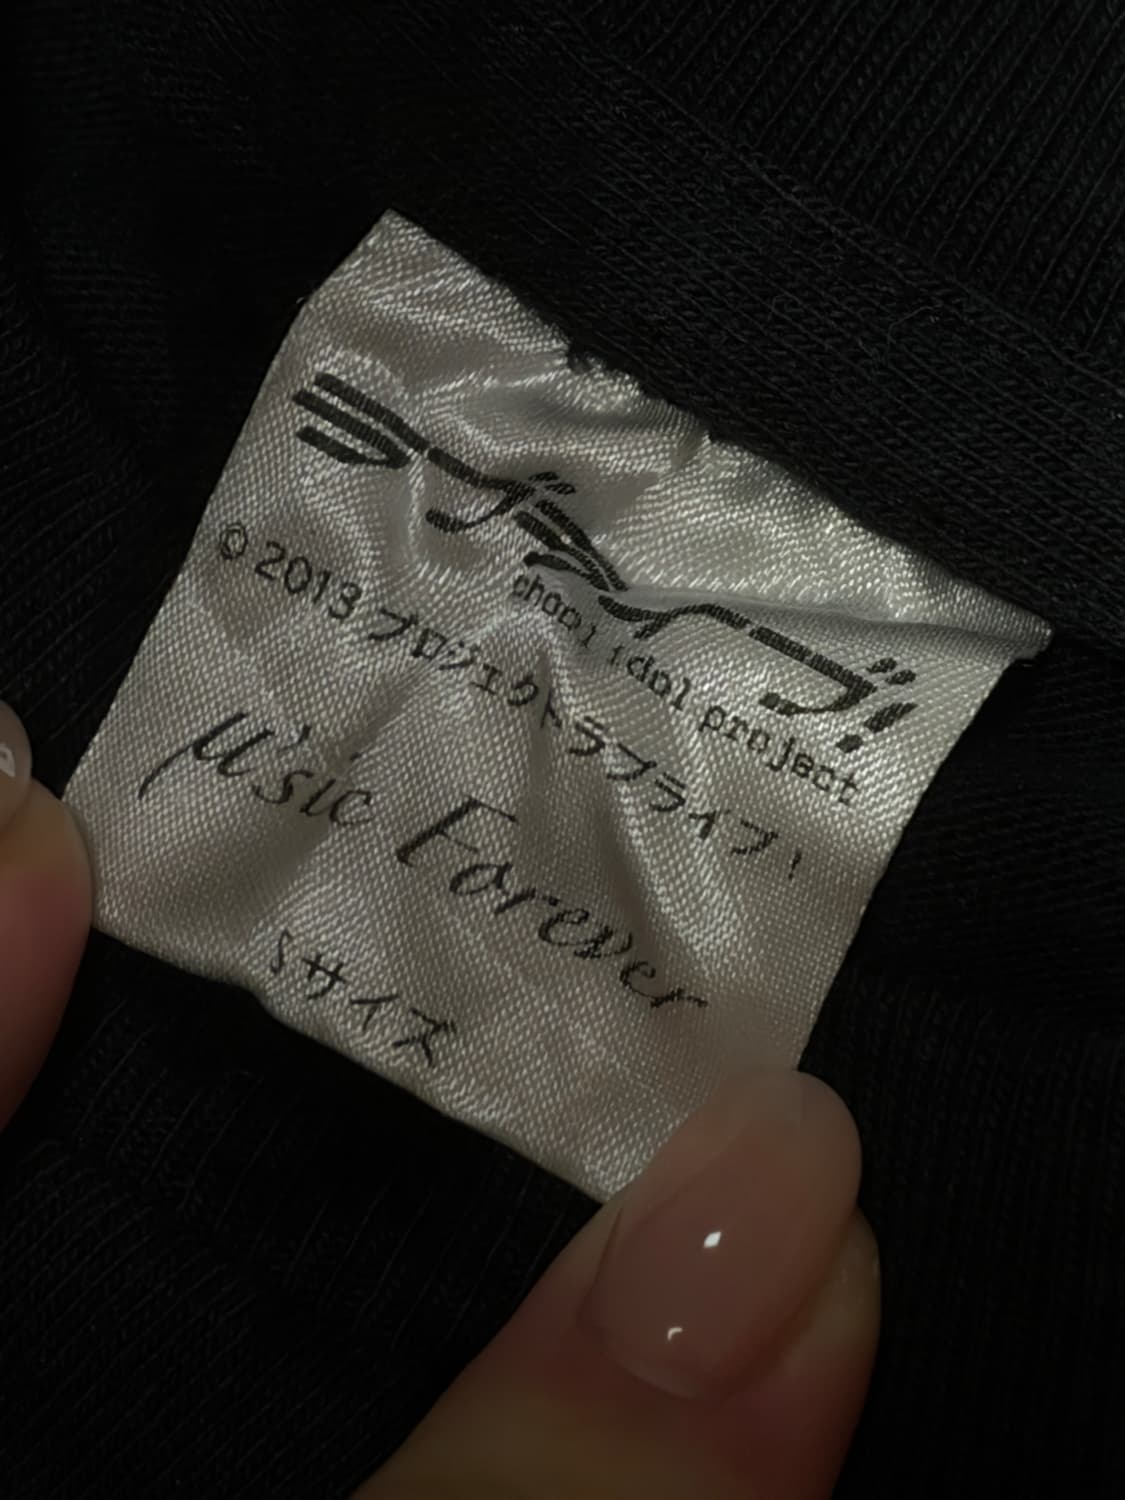 ラブライブ!
chool idol project
© 2013 プロジェクトラブライブ!
μ'sic Forever
Sサイズ